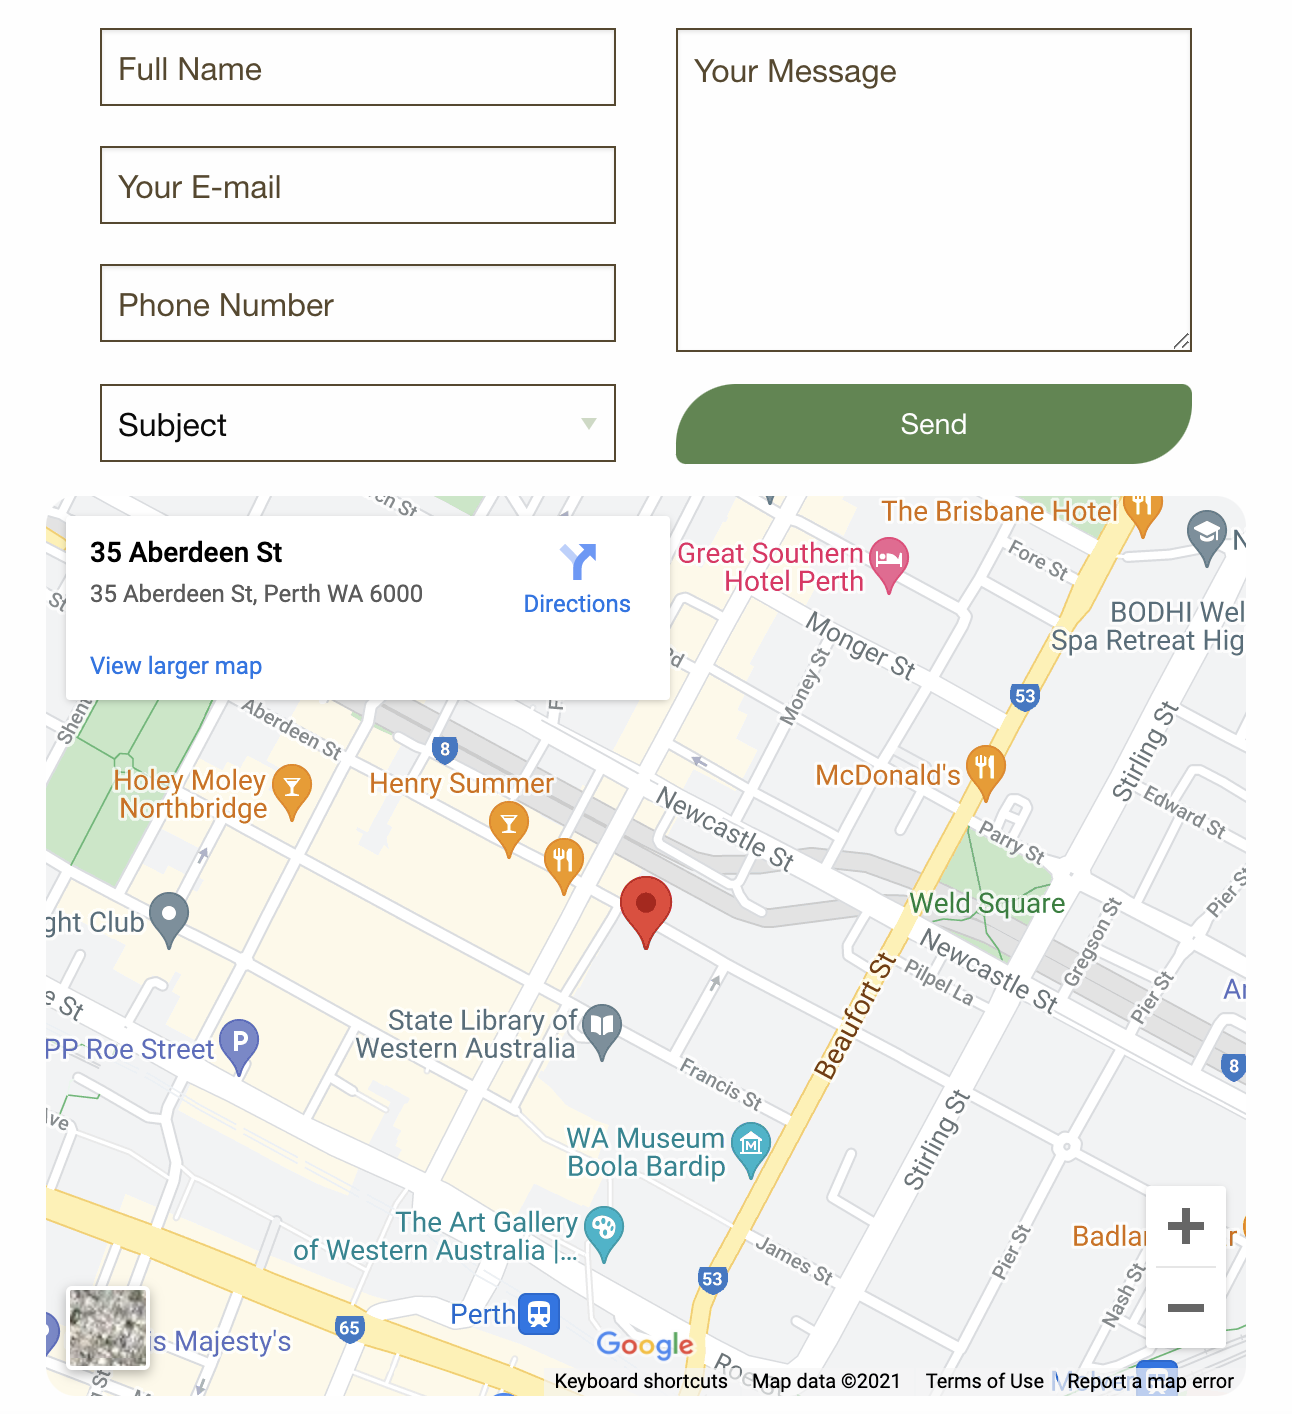 Full Name
Your Message
Your E-mail
Phone Number
Subject
Send
35 Aberdeen St
35 Aberdeen St, Perth WA 6000
Directions
View larger map
The Brisbane Hotel
Great Southern
Hotel Perth
Fore St
N
BODHI Wel
Spa Retreat Hig
Monger St
Money St
53
Stirling St
Aberdeen St
8
Shent
Holey Moley
Northbridge
Henry Summer
McDonald's
Newcastle St
Edward St
Parry St
Pier St
Weld Square
ght Club
Newcastle St
Gregson St
Pilpel La
Pier St
Beaufort St
e St
State Library of
Western Australia
PP Roe Street
P
Francis St
8
Ave
WA Museum
Boola Bardip
M
Stirling St
The Art Gallery
of Western Australia |...
James St
Pier St
Nash St
53
Perth
65
is Majesty's
Google
Roe St
Keyboard shortcuts
Map data ©2021
Terms of Use
Report a map error